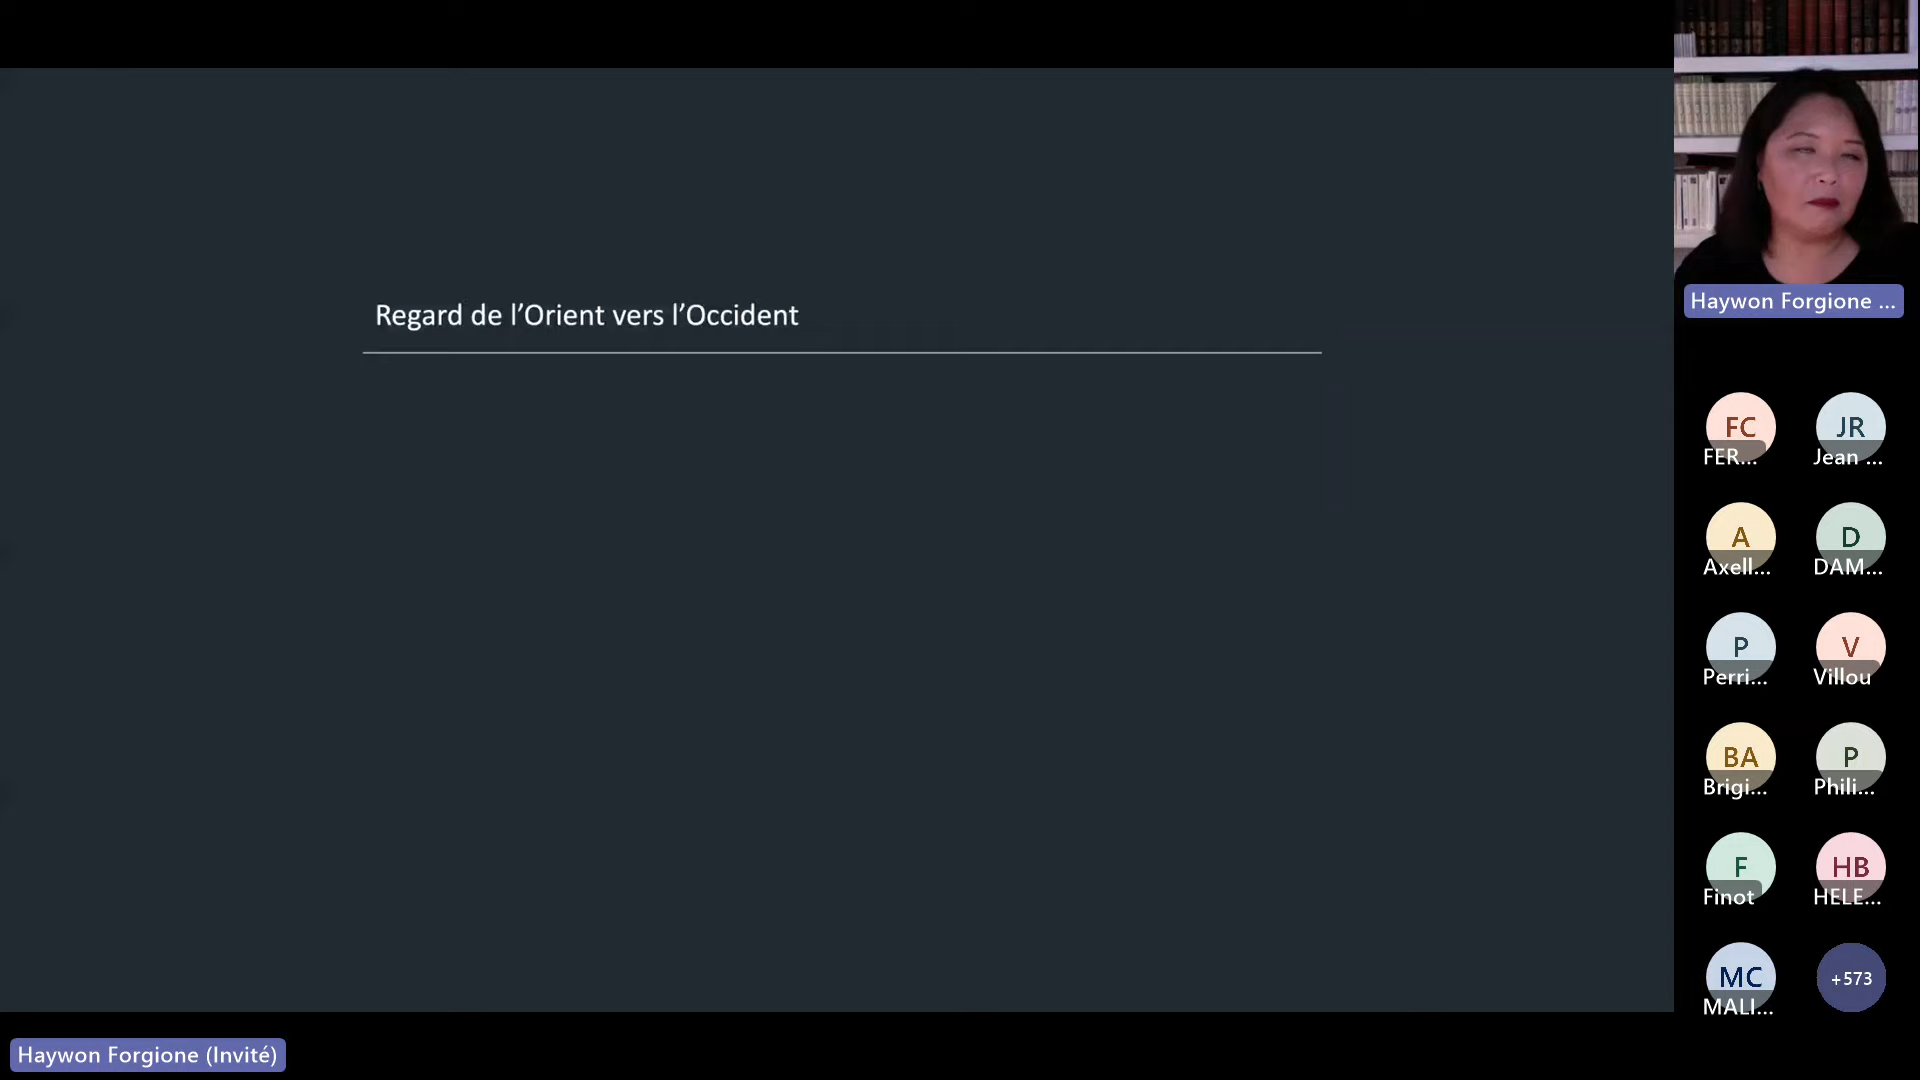 Regard de l’Orient vers l’Occident
Haywon Forgione ...
FC
JR
FER...
Jean ...
A
D
Axell...
DAM...
P
V
Perri...
Villou
BA
P
Brigi...
Phili...
F
HB
Finot
HELE...
MC
+573
MALI...
Haywon Forgione (Invité)